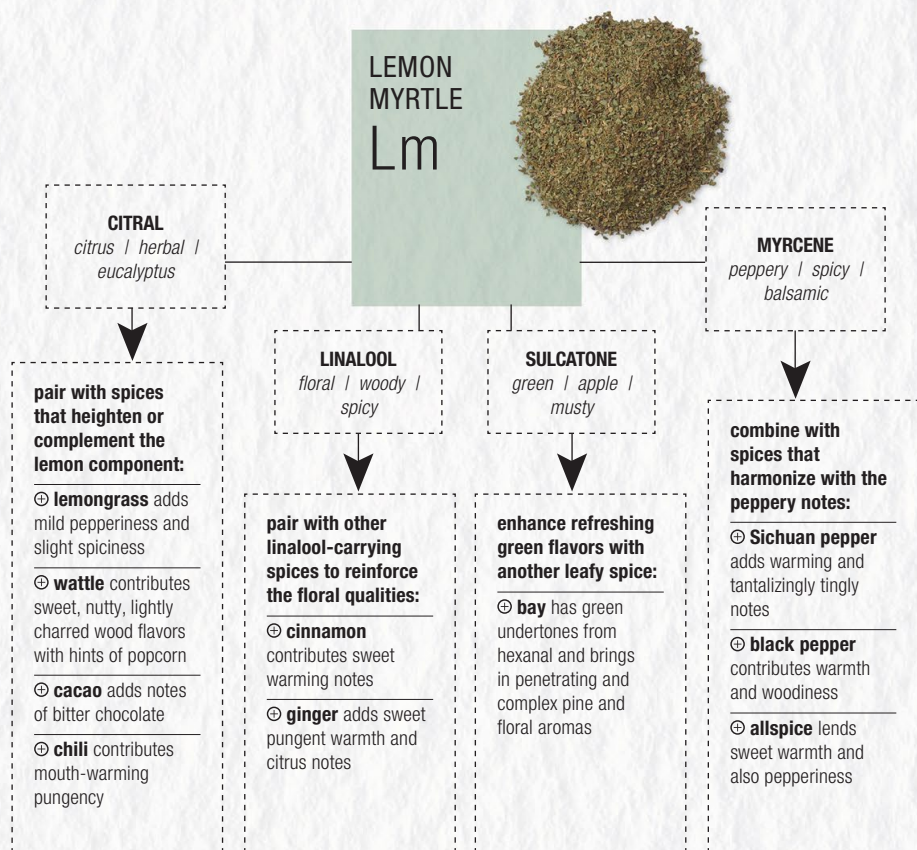 LEMON
MYRTLE
Lm
CITRAL
citrus | herbal |
eucalyptus
pair with spices
that heighten or
complement the
lemon component:
⊕ lemongrass adds
mild pepperiness and
slight spiciness
⊕ wattle contributes
sweet, nutty, lightly
charred wood flavors
with hints of popcorn
⊕ cacao adds notes
of bitter chocolate
⊕ chili contributes
mouth-warming
pungency
LINALOOL
floral | woody |
spicy
pair with other
linalool-carrying
spices to reinforce
the floral qualities:
⊕ cinnamon
contributes sweet
warming notes
⊕ ginger adds sweet
pungent warmth and
citrus notes
SULCATONE
green | apple |
musty
enhance refreshing
green flavors with
another leafy spice:
⊕ bay has green
undertones from
hexanal and brings
in penetrating and
complex pine and
floral aromas
MYRCENE
peppery | spicy |
balsamic
combine with
spices that
harmonize with the
peppery notes:
⊕ Sichuan pepper
adds warming and
tantalizingly tingly
notes
⊕ black pepper
contributes warmth
and woodiness
⊕ allspice lends
sweet warmth and
also pepperiness